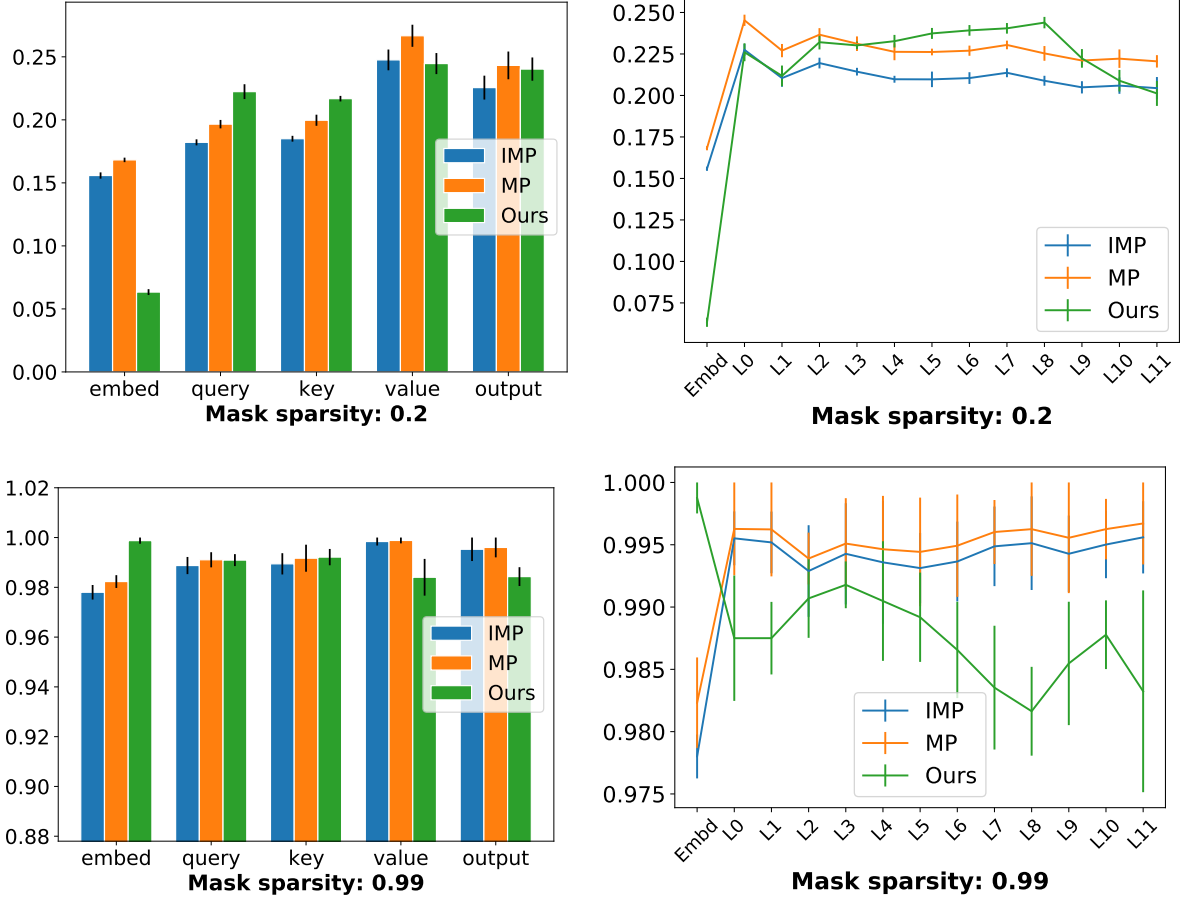 0.25
0.20
0.15
0.10
0.05
0.00
IMP
MP
Ours
embed query key value output
Mask sparsity: 0.2
0.250
0.225
0.200
0.175
0.150
0.125
0.100
0.075
IMP
MP
Ours
Embd L0 L1 L2 L3 L4 L5 L6 L7 L8 L9 L10 L11
Mask sparsity: 0.2
1.02
1.00
0.98
0.96
0.94
0.92
0.90
0.88
IMP
MP
Ours
embed query key value output
Mask sparsity: 0.99
1.000
0.995
0.990
0.985
0.980
0.975
IMP
MP
Ours
Embd L0 L1 L2 L3 L4 L5 L6 L7 L8 L9 L10 L11
Mask sparsity: 0.99